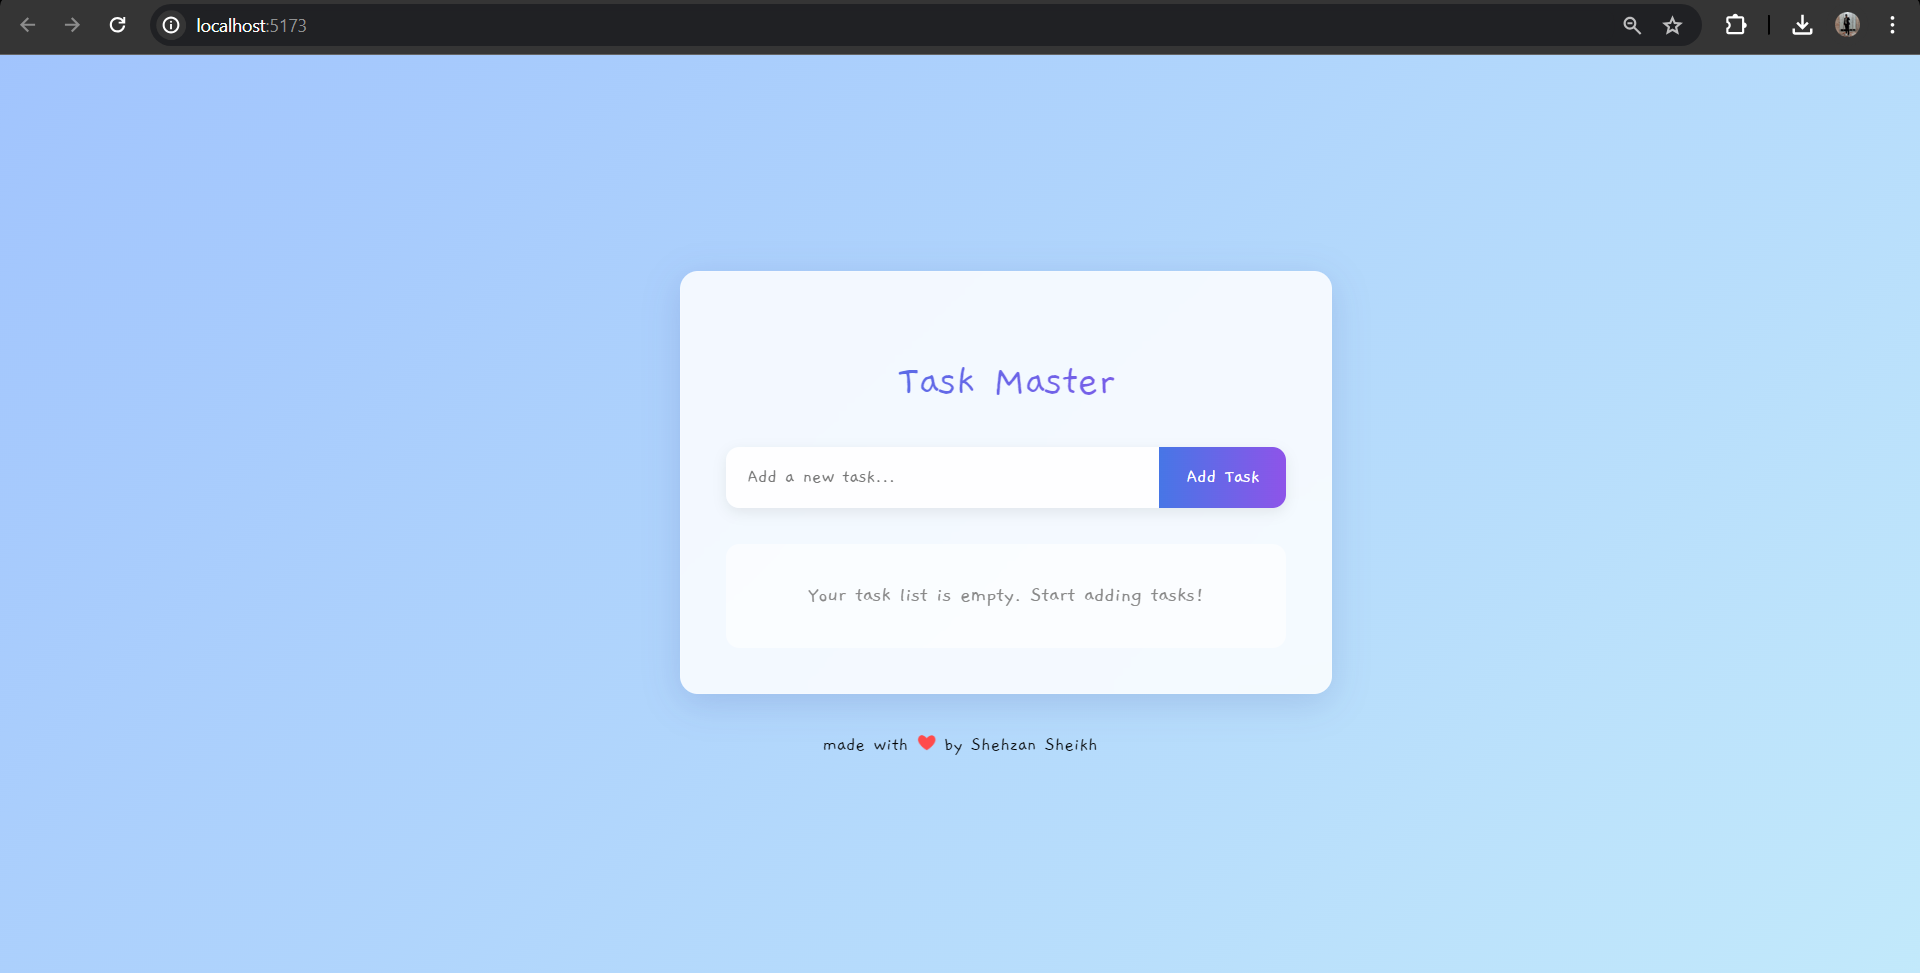 localhost:5173
Task Master
Add a new task...
Add Task
Your task list is empty. Start adding tasks!
made with ❤️ by Shehzan Sheikh